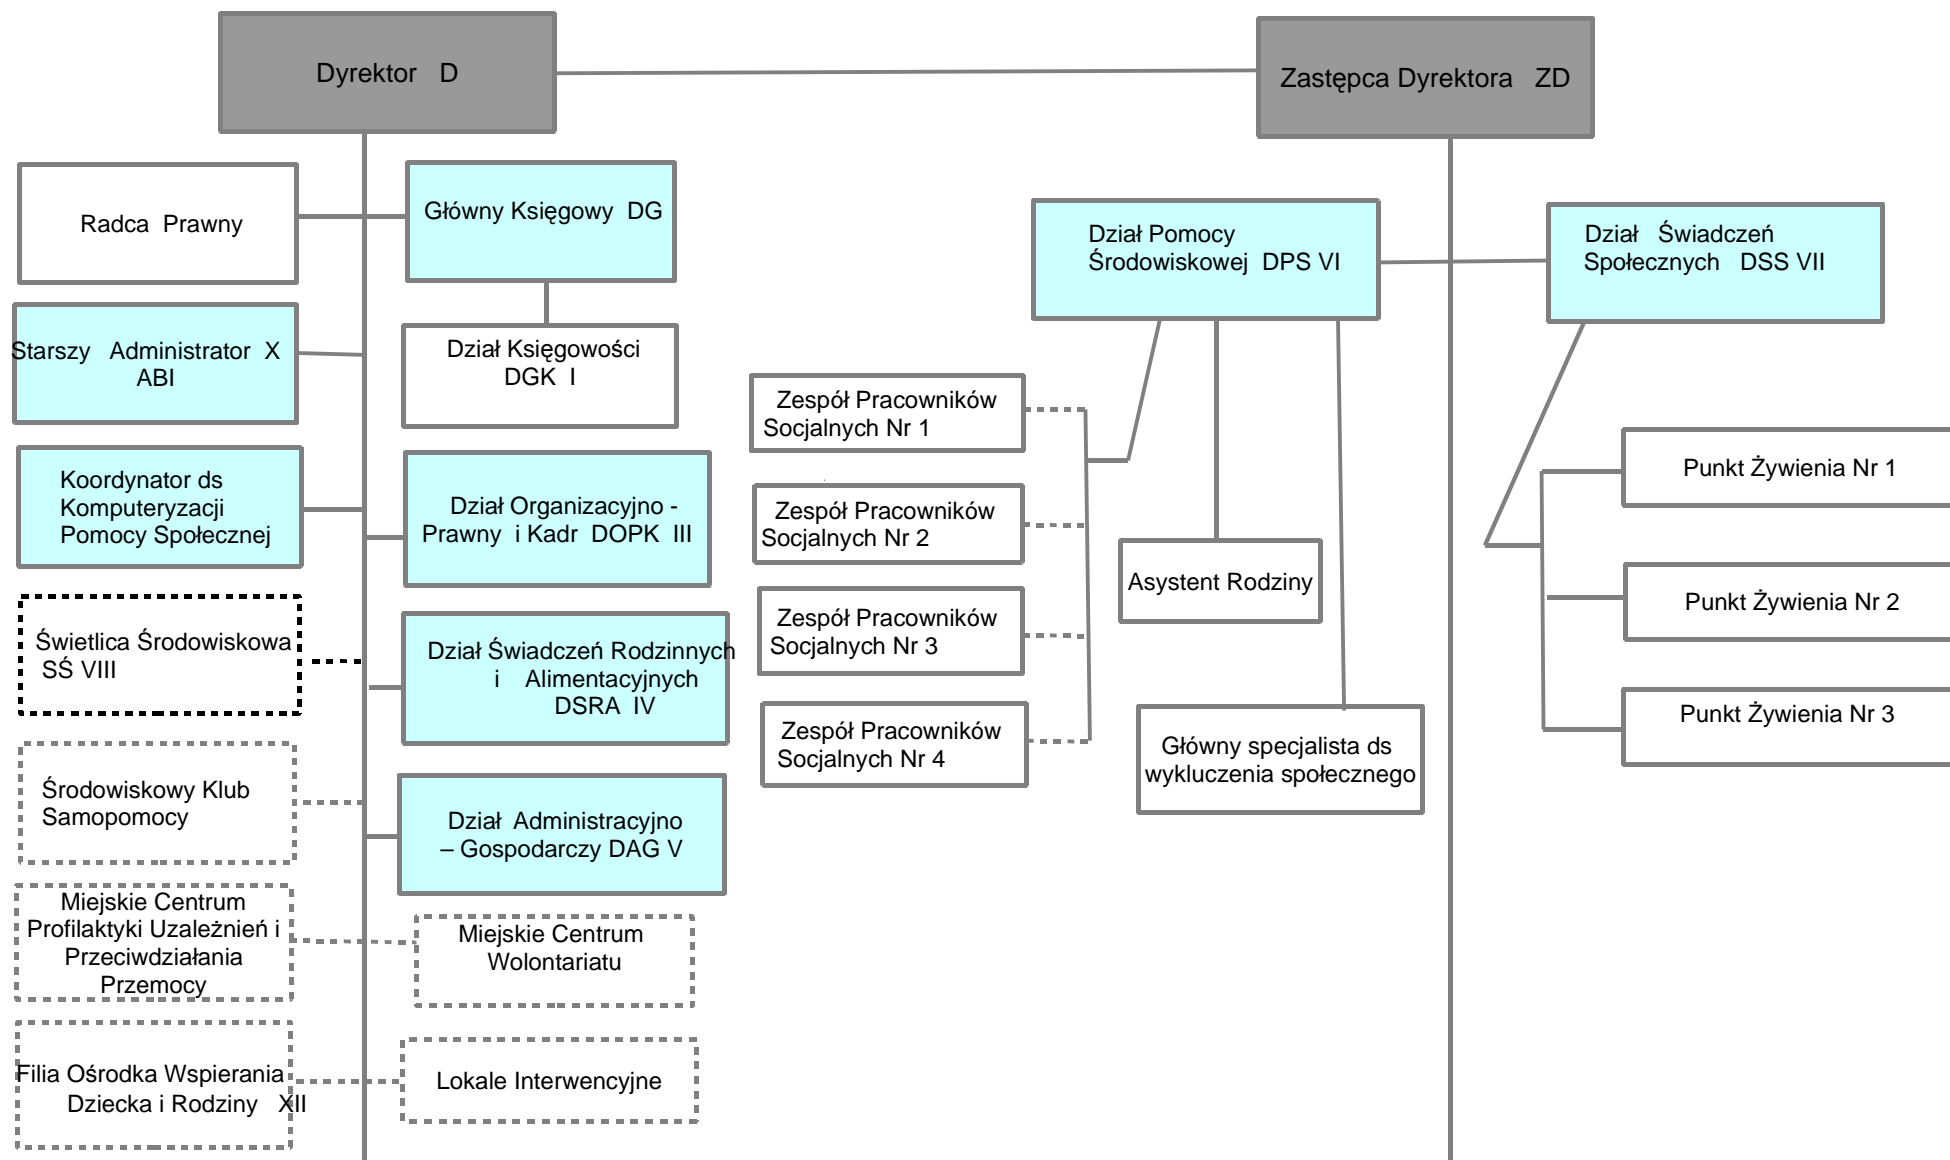 Dyrektor D
Zastępca Dyrektora ZD
Radca Prawny
Główny Księgowy DG
Dział Pomocy
Środowiskowej DPS VI
Dział Świadczeń
Społecznych DSS VII
Starszy Administrator X
ABI
Dział Księgowości
DGK I
Zespół Pracowników
Socjalnych Nr 1
Punkt Żywienia Nr 1
Koordynator ds
Komputeryzacji
Pomocy Społecznej
Dział Organizacyjno -
Prawny i Kadr DOPK III
Zespół Pracowników
Socjalnych Nr 2
Asystent Rodziny
Punkt Żywienia Nr 2
Świetlica Środowiskowa
SŚ VIII
Dział Świadczeń Rodzinnych
i Alimentacyjnych
DSRA IV
Zespół Pracowników
Socjalnych Nr 3
Punkt Żywienia Nr 3
Zespół Pracowników
Socjalnych Nr 4
Główny specjalista ds
wykluczenia społecznego
Środowiskowy Klub
Samopomocy
Dział Administracyjno
– Gospodarczy DAG V
Miejskie Centrum
Profilaktyki Uzależnień i
Przeciwdziałania
Przemocy
Miejskie Centrum
Wolontariatu
Filia Ośrodka Wspierania
Dziecka i Rodziny XII
Lokale Interwencyjne